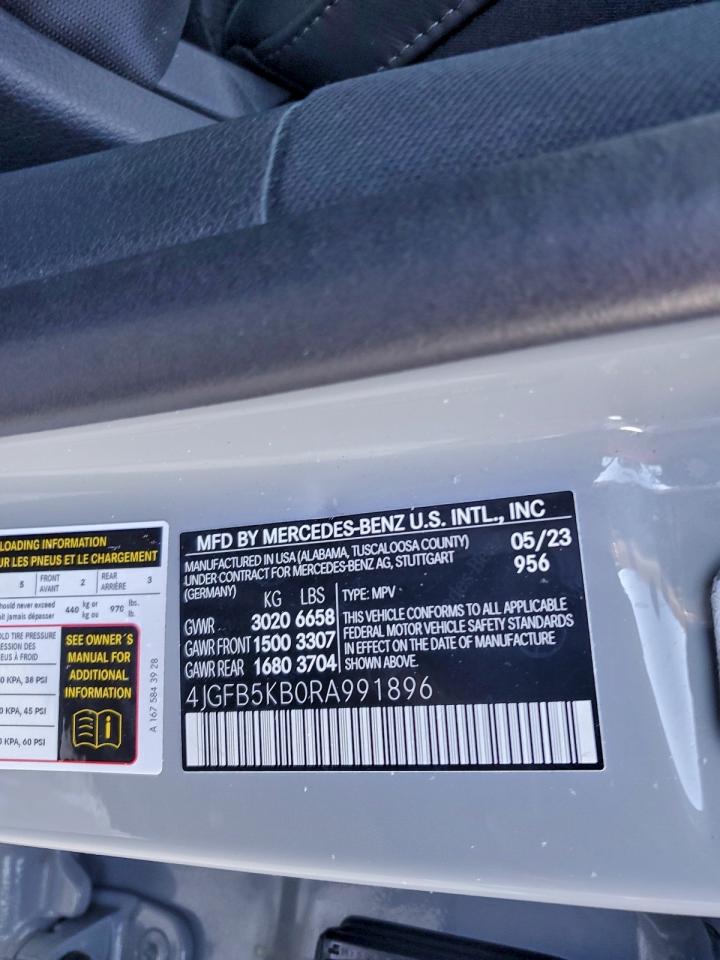 LOADING INFORMATION
UR LES PNEUS ET LE CHARGEMENT
5 FRONT AVANT 2 REAR ARRIÈRE 3
hould never exceed 440 kg or 970 lbs.
it jamais dépasser kg ou lb.
OLD TIRE PRESSURE
ESSION DES
EUS À FROID
0 KPA, 38 PSI
0 KPA, 45 PSI
0 KPA, 60 PSI
SEE OWNER´S
MANUAL FOR
ADDITIONAL
INFORMATION
A 167 584 39 28
MFD BY MERCEDES-BENZ U.S. INTL., INC
MANUFACTURED IN USA (ALABAMA, TUSCALOOSA COUNTY) 05/23
UNDER CONTRACT FOR MERCEDES-BENZ AG, STUTTGART 956
(GERMANY)
KG LBS TYPE: MPV
GVWR 3020 6658
GAWR FRONT 1500 3307
GAWR REAR 1680 3704
THIS VEHICLE CONFORMS TO ALL APPLICABLE
FEDERAL MOTOR VEHICLE SAFETY STANDARDS
IN EFFECT ON THE DATE OF MANUFACTURE
SHOWN ABOVE.
4JGFB5KB0RA991896